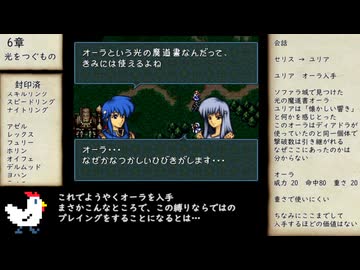 6章
光をつぐもの
封印済
スキルリング
スピードリング
ナイトリング
アゼル
レックス
フュリー
ホリン
オイフェ
デルムッド
ヨハン
オーラという光の魔道書なんだって、
きみには使えるよね
オーラ・・・
なぜかなつかしいひびきがします・・・
会話
セリス → ユリア
ユリア オーラ入手
ソファラ城で見つけた
光の魔道書オーラ
ユリアは「懐かしい響き」
と何かを感じとった
このオーラはディアドラが
使っていたのと同一個体で
撃破数は引き継がれる
なぜここにあったのかは
分からない
オーラ
威力 20 命中80 重さ 20
重さで使いにくい
ちなみにここまでして
入手するほどの価値はない
これでようやくオーラを入手
まさかこんなところで、この縛りならではの
プレイングをすることになるとは…